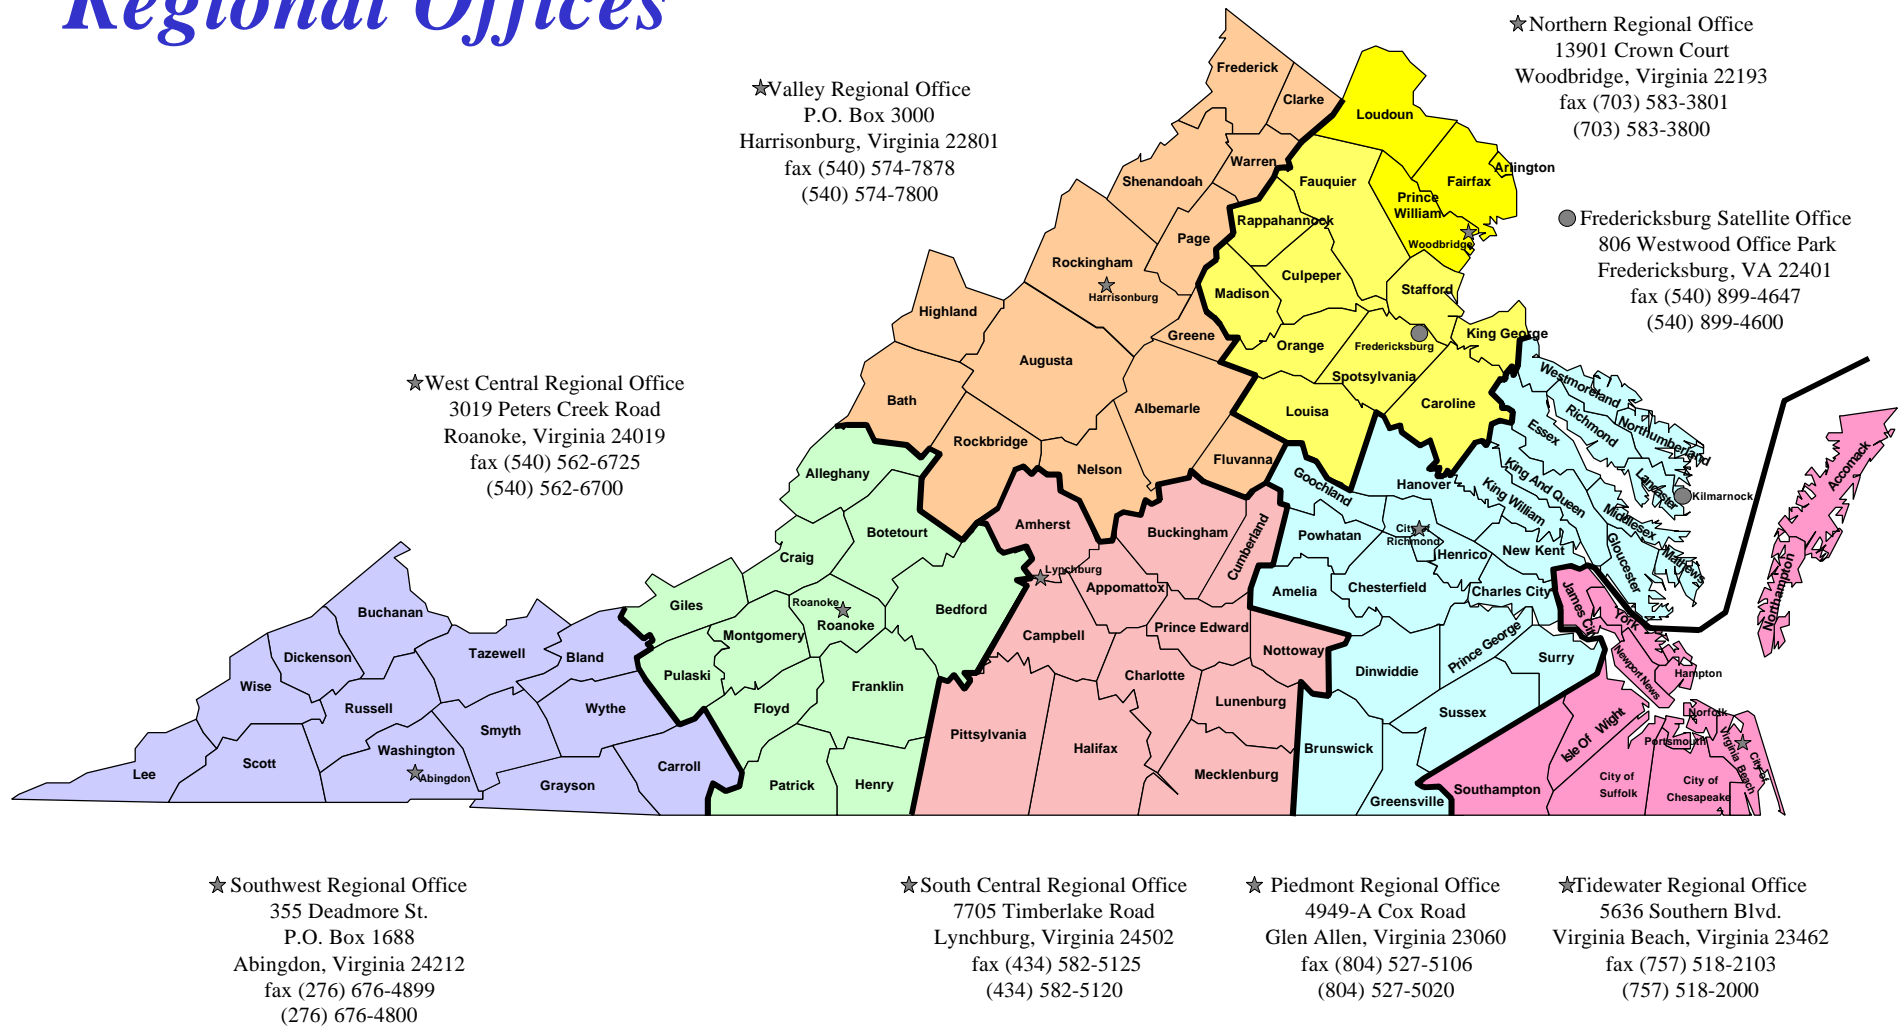 Regional Offices
Northern Regional Office
13901 Crown Court
Woodbridge, Virginia 22193
fax (703) 583-3801
(703) 583-3800
Valley Regional Office
P.O. Box 3000
Harrisonburg, Virginia 22801
fax (540) 574-7878
(540) 574-7800
Fredericksburg Satellite Office
806 Westwood Office Park
Fredericksburg, VA 22401
fax (540) 899-4647
(540) 899-4600
West Central Regional Office
3019 Peters Creek Road
Roanoke, Virginia 24019
fax (540) 562-6725
(540) 562-6700
Frederick
Clarke
Loudoun
Warren
Shenandoah
Fauquier
Fairfax
Arlington
Prince
William
Rappahannock
Page
Woodbridge
Rockingham
Harrisonburg
Culpeper
Madison
Stafford
Highland
Greene
Orange
Fredericksburg
King George
Augusta
Spotsylvania
Bath
Albemarle
Louisa
Caroline
Westmoreland
Richmond
Northumberland
Essex
Rockbridge
Nelson
Fluvanna
Alleghany
Goochland
Hanover
King And Queen
King William
Lancaster
Kilmarnock
Accomack
Botetourt
Amherst
Buckingham
Cumberland
Powhatan
City of
Richmond
Henrico
New Kent
Middlesex
Gloucester
Mathews
Craig
Lynchburg
Appomattox
Amelia
Chesterfield
Charles City
James City
York
Northampton
Giles
Roanoke
Roanoke
Bedford
Buchanan
Montgomery
Campbell
Prince Edward
Nottoway
Dinwiddie
Prince George
Surry
Newport News
Hampton
Dickenson
Tazewell
Bland
Pulaski
Wise
Russell
Wythe
Floyd
Franklin
Charlotte
Lunenburg
Sussex
Isle Of Wight
Norfolk
Portsmouth
City of
Virginia Beach
Smyth
Washington
Abingdon
Pittsylvania
Halifax
Brunswick
Lee
Scott
Grayson
Carroll
Patrick
Henry
Mecklenburg
Greensville
Southampton
City of
Suffolk
City of
Chesapeake
Southwest Regional Office
355 Deadmore St.
P.O. Box 1688
Abingdon, Virginia 24212
fax (276) 676-4899
(276) 676-4800
South Central Regional Office
7705 Timberlake Road
Lynchburg, Virginia 24502
fax (434) 582-5125
(434) 582-5120
Piedmont Regional Office
4949-A Cox Road
Glen Allen, Virginia 23060
fax (804) 527-5106
(804) 527-5020
Tidewater Regional Office
5636 Southern Blvd.
Virginia Beach, Virginia 23462
fax (757) 518-2103
(757) 518-2000